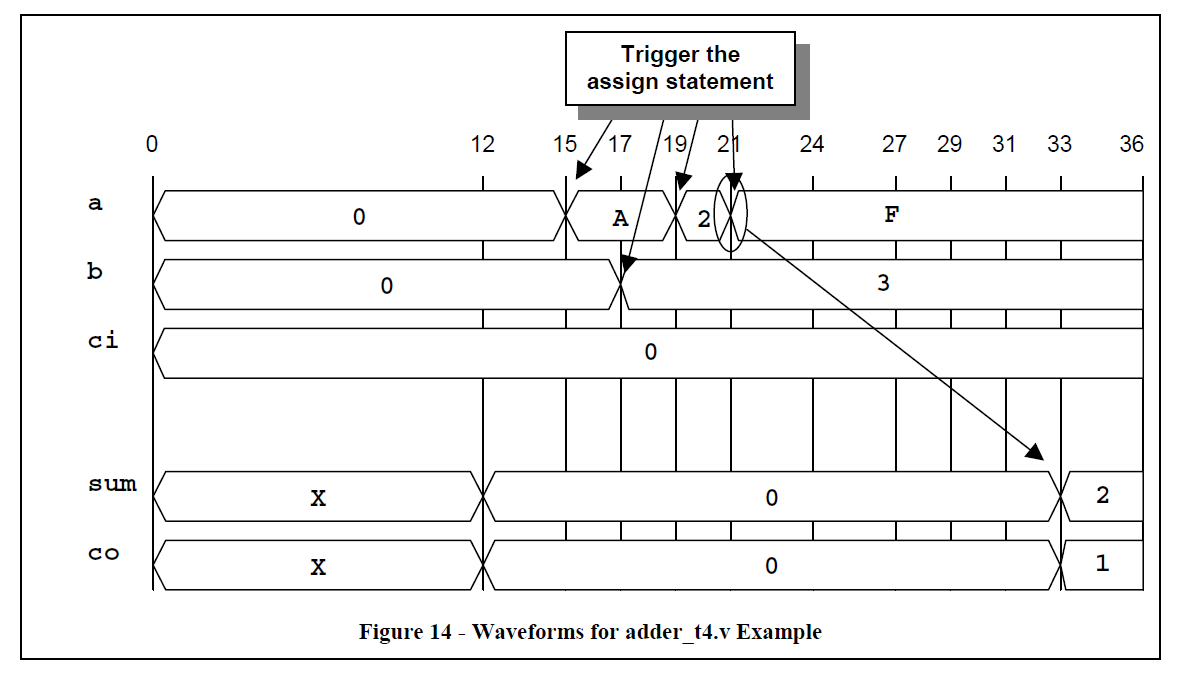 Trigger the
assign statement
0 12 15 17 19 21 24 27 29 31 33 36
a 0 A 2 F
b 0 3
ci 0
sum X 0 2
co X 0 1
Figure 14 - Waveforms for adder_t4.v Example